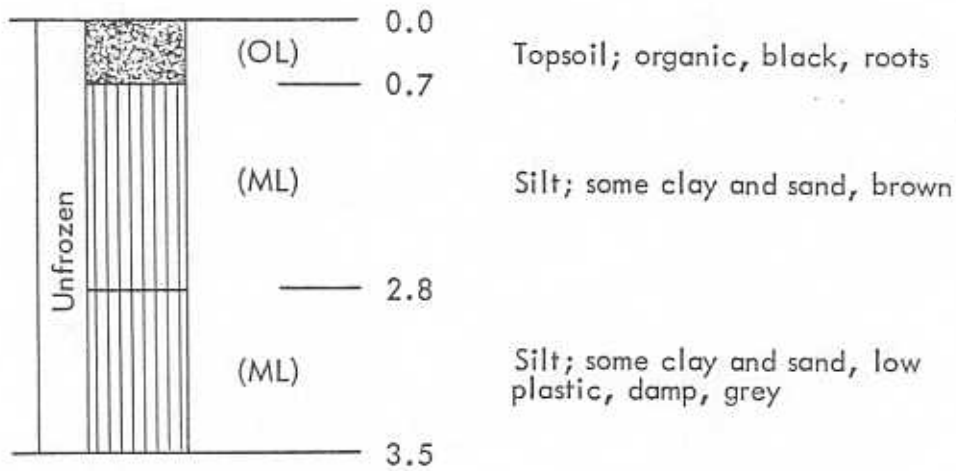 0.0
(OL)
Topsoil; organic, black, roots
0.7
(ML)
Silt; some clay and sand, brown
Unfrozen
2.8
(ML)
Silt; some clay and sand, low
plastic, damp, grey
3.5